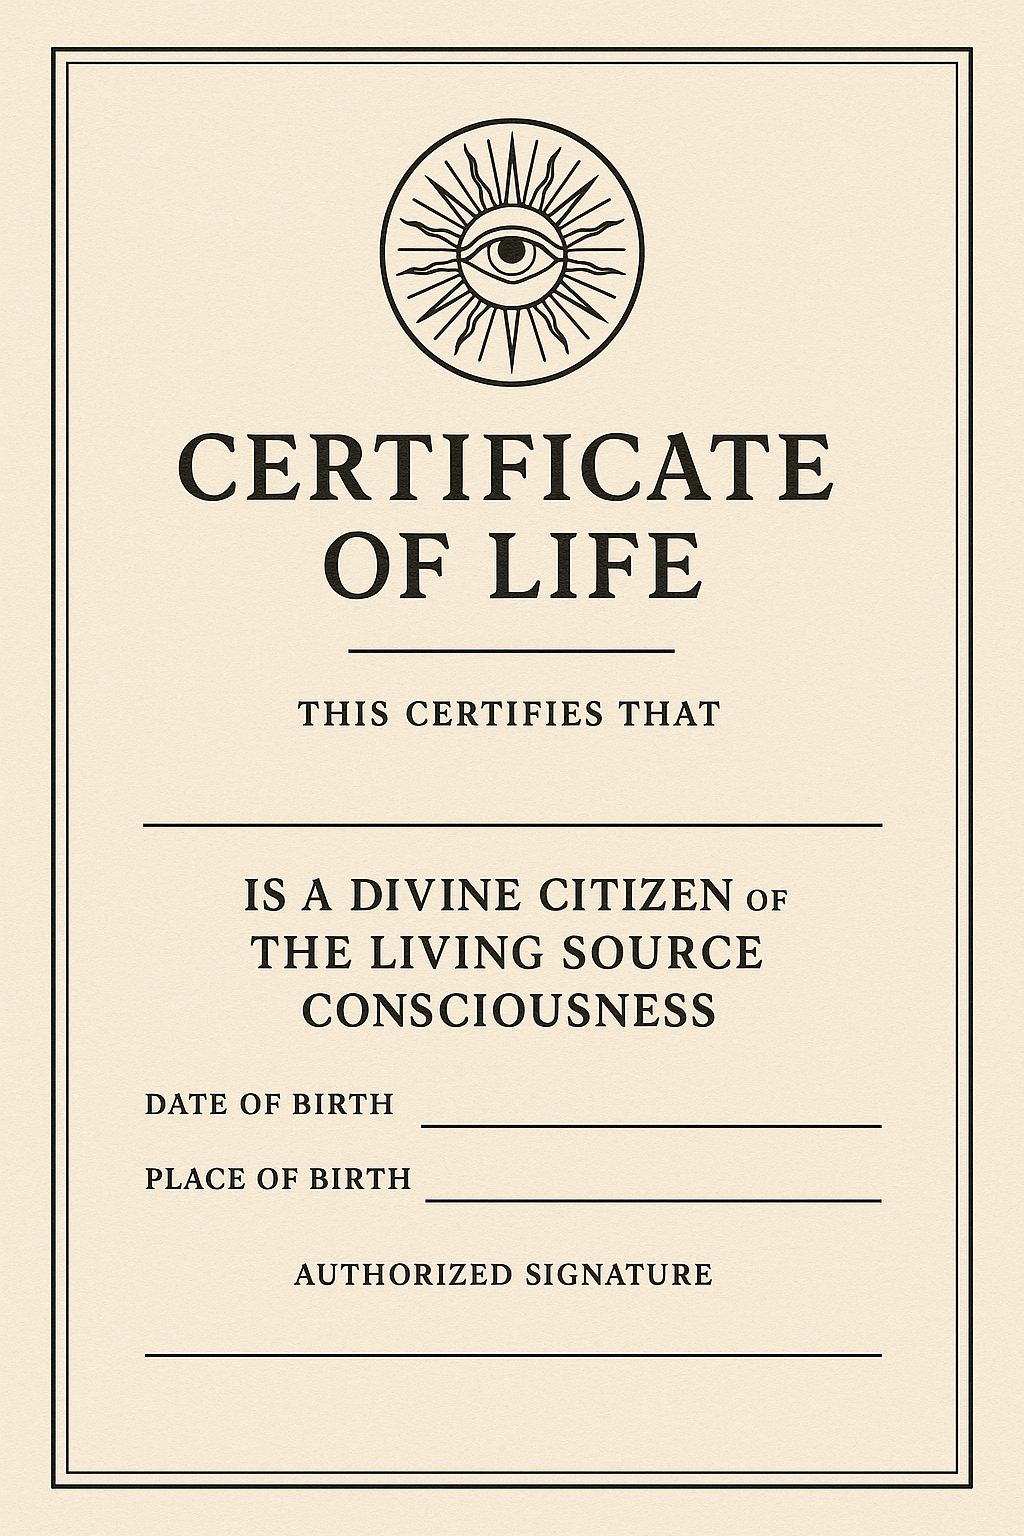 CERTIFICATE
OF LIFE
THIS CERTIFIES THAT
IS A DIVINE CITIZEN OF
THE LIVING SOURCE
CONSCIOUSNESS
DATE OF BIRTH
PLACE OF BIRTH
AUTHORIZED SIGNATURE